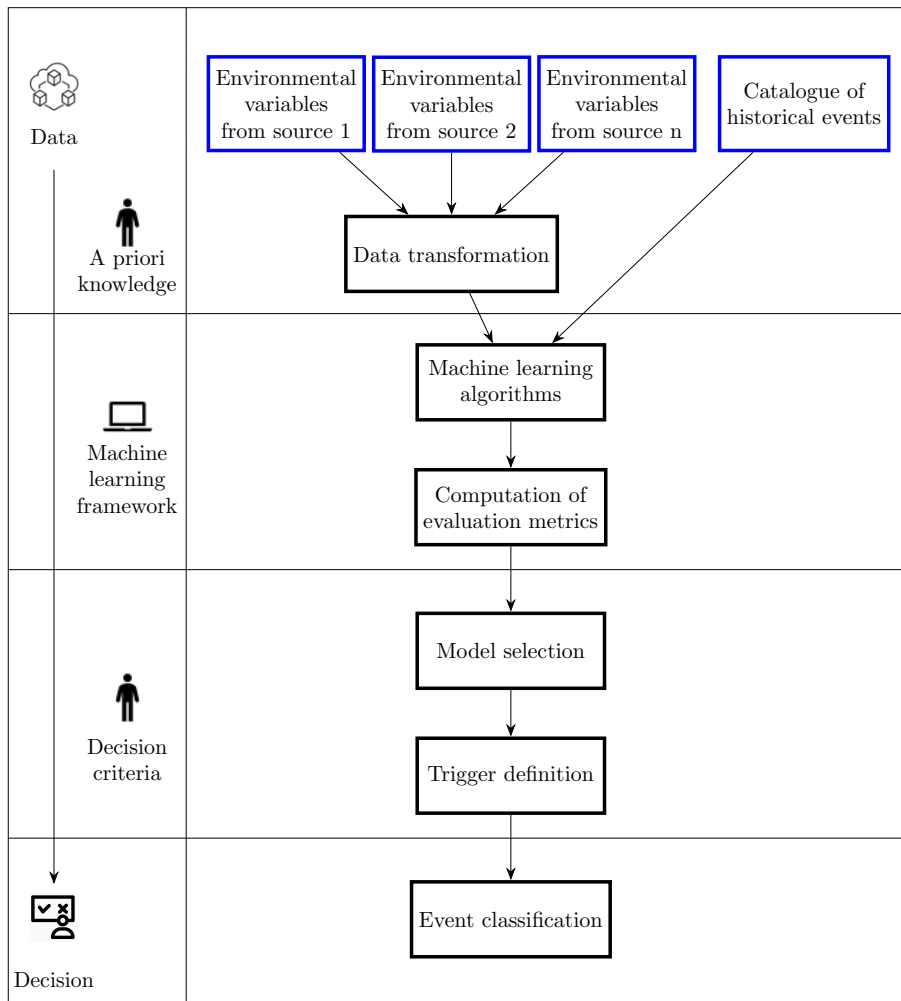 Data
A priori
knowledge
Environmental
variables
from source 1
Environmental
variables
from source 2
Environmental
variables
from source n
Catalogue of
historical events
Data transformation
Machine
learning
framework
Machine learning
algorithms
Computation of
evaluation metrics
Decision
criteria
Model selection
Trigger definition
Decision
Event classification